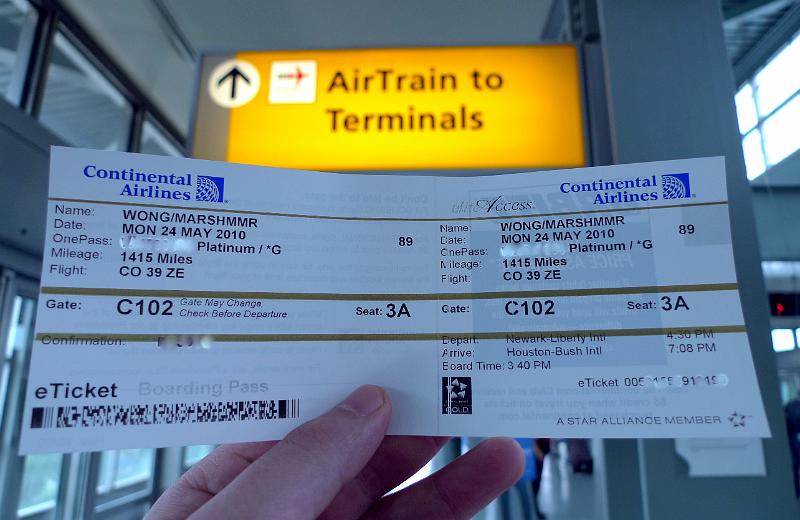 AirTrain to
Terminals
Continental
Airlines
Name: WONG/MARSHMMR
Date: MON 24 MAY 2010
OnePass: Platinum / *G
89
Mileage: 1415 Miles
Flight: CO 39 ZE
Gate: C102 Gate May Change, Check Before Departure Seat: 3A
Confirmation:
eTicket Boarding Pass
eliteAccess
Continental
Airlines
Name: WONG/MARSHMMR
Date: MON 24 MAY 2010
OnePass: Platinum / *G
89
Mileage: 1415 Miles
Flight: CO 39 ZE
Gate: C102 Seat: 3A
Depart: Newark-Liberty Intl 4:30 PM
Arrive: Houston-Bush Intl 7:08 PM
Board Time: 3:40 PM
GOLD
eTicket
A STAR ALLIANCE MEMBER